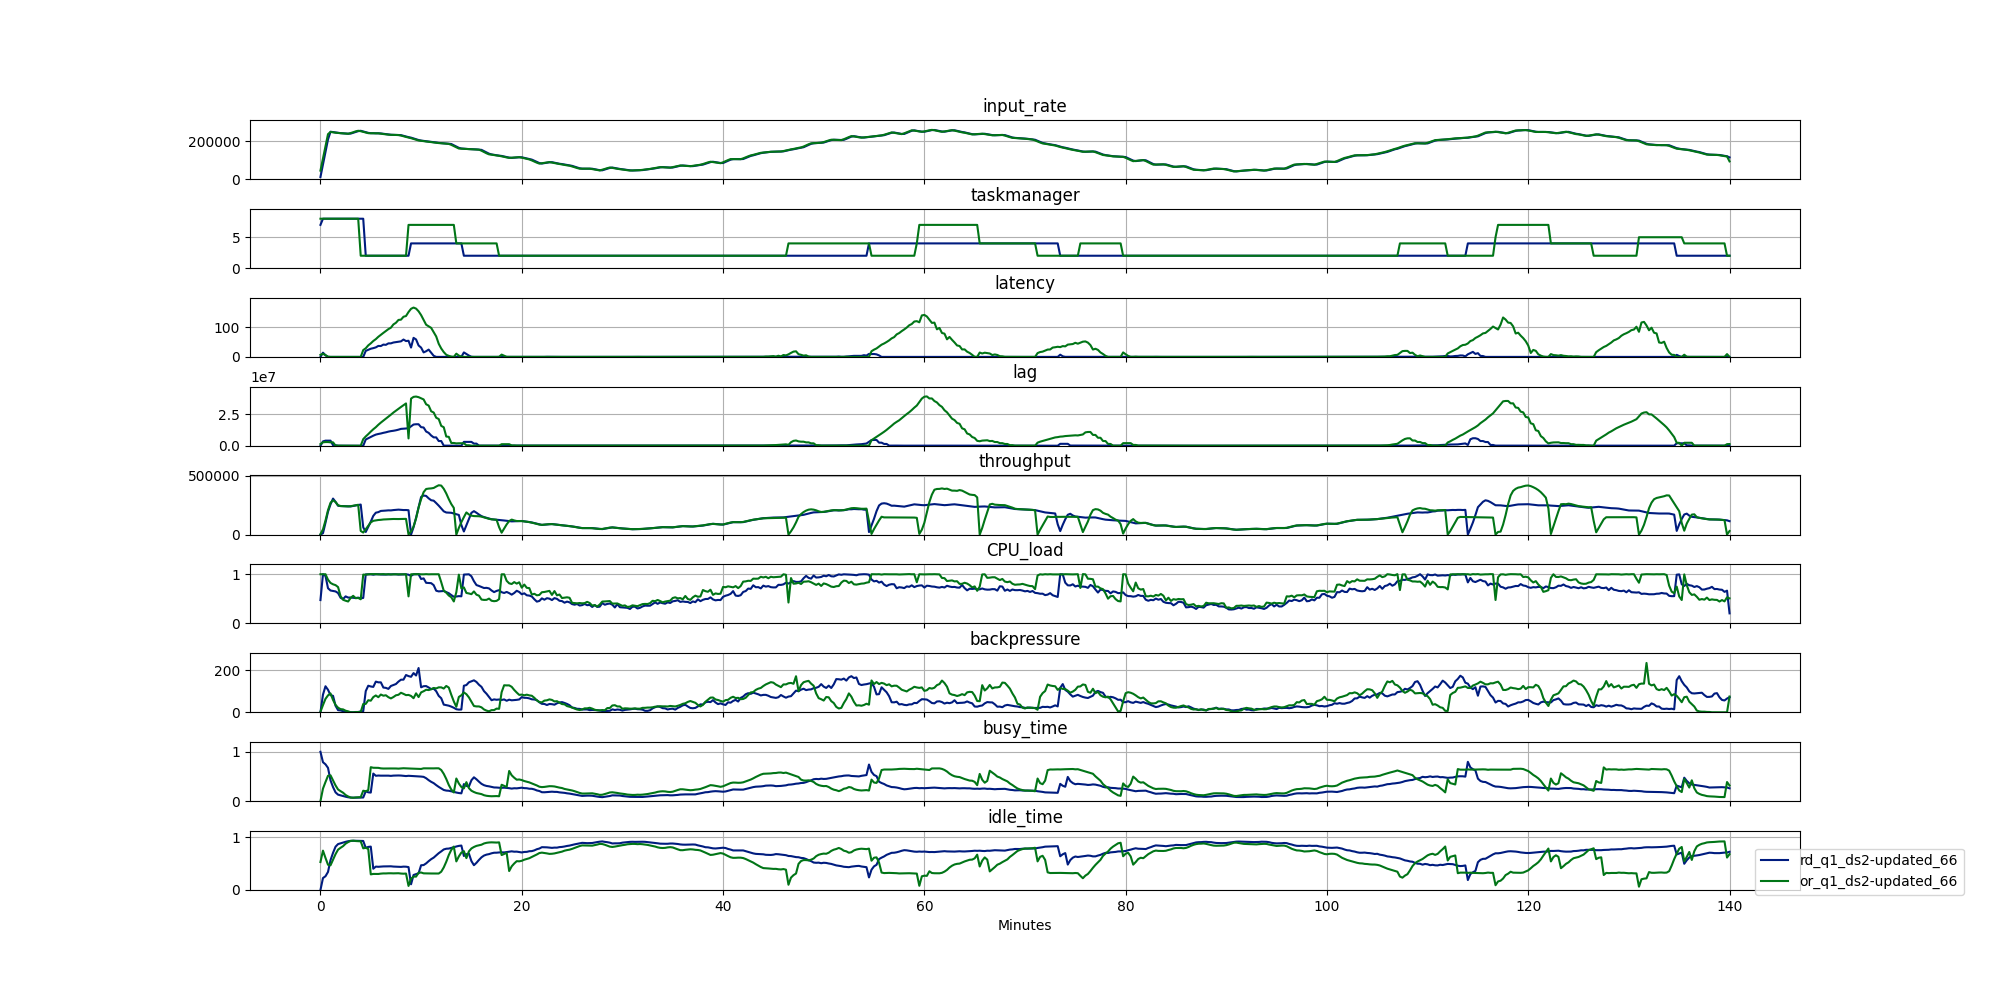 input_rate
200000
0
taskmanager
5
0
latency
100
0
1e7
lag
2.5
0.0
throughput
500000
0
CPU_load
1
0
backpressure
200
0
busy_time
1
0
idle_time
1
0
rd_q1_ds2-updated_66
or_q1_ds2-updated_66
0 20 40 60 80 100 120 140
Minutes